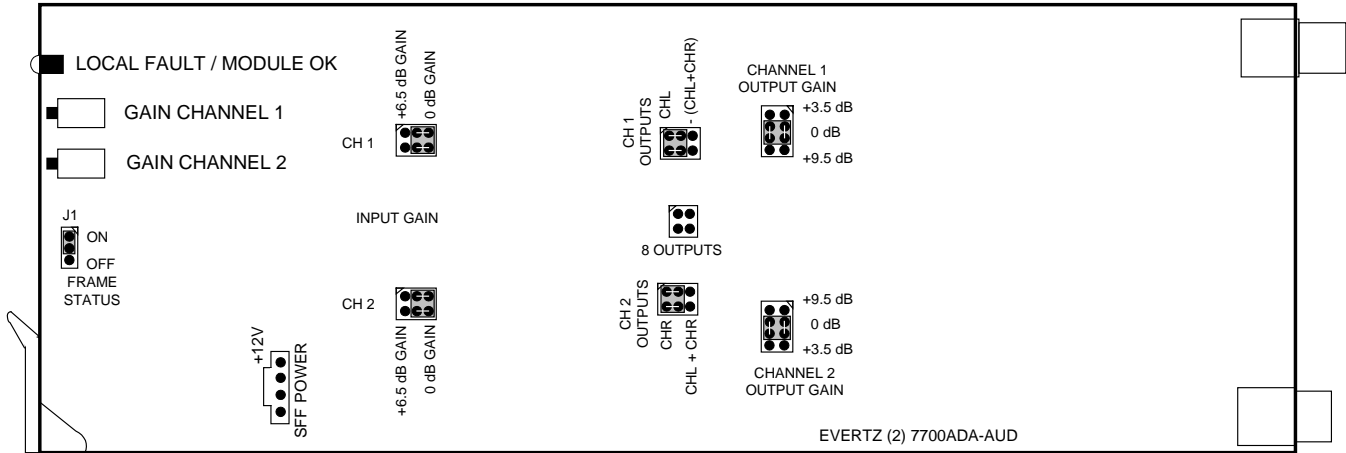 LOCAL FAULT / MODULE OK
GAIN CHANNEL 1
GAIN CHANNEL 2
J1
ON
OFF
FRAME
STATUS
+12V
SFF POWER
+6.5 dB GAIN
0 dB GAIN
CH 1
INPUT GAIN
CH 2
+6.5 dB GAIN
0 dB GAIN
CH 1
OUTPUTS
CHL
- (CHL+CHR)
8 OUTPUTS
CH 2
OUTPUTS
CHR
CHL + CHR
CHANNEL 1
OUTPUT GAIN
+3.5 dB
0 dB
+9.5 dB
+9.5 dB
0 dB
+3.5 dB
CHANNEL 2
OUTPUT GAIN
EVERTZ (2) 7700ADA-AUD